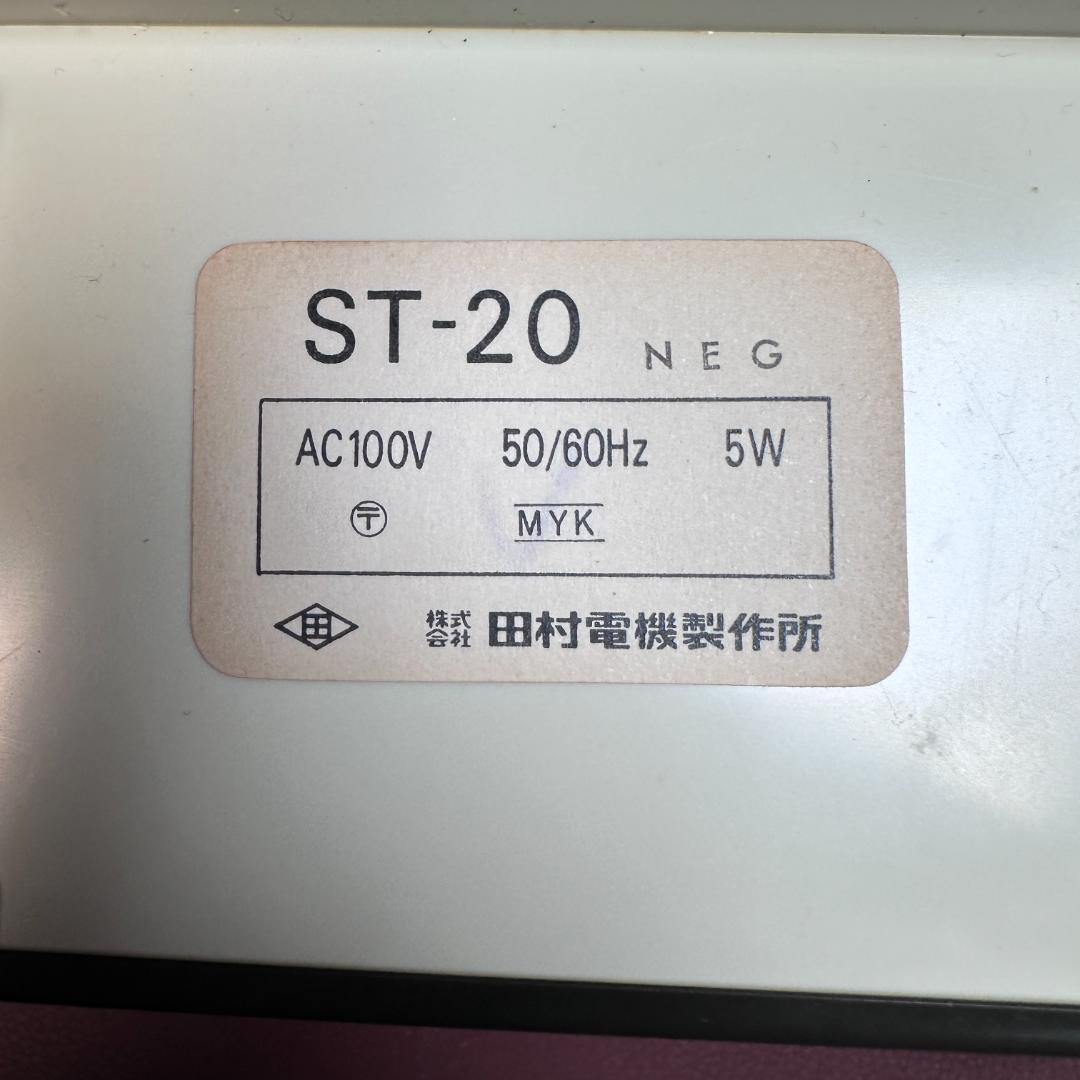 ST-20 NEG
AC100V 50/60Hz 5W
〶 MYK
田 株式会社 田村電機製作所